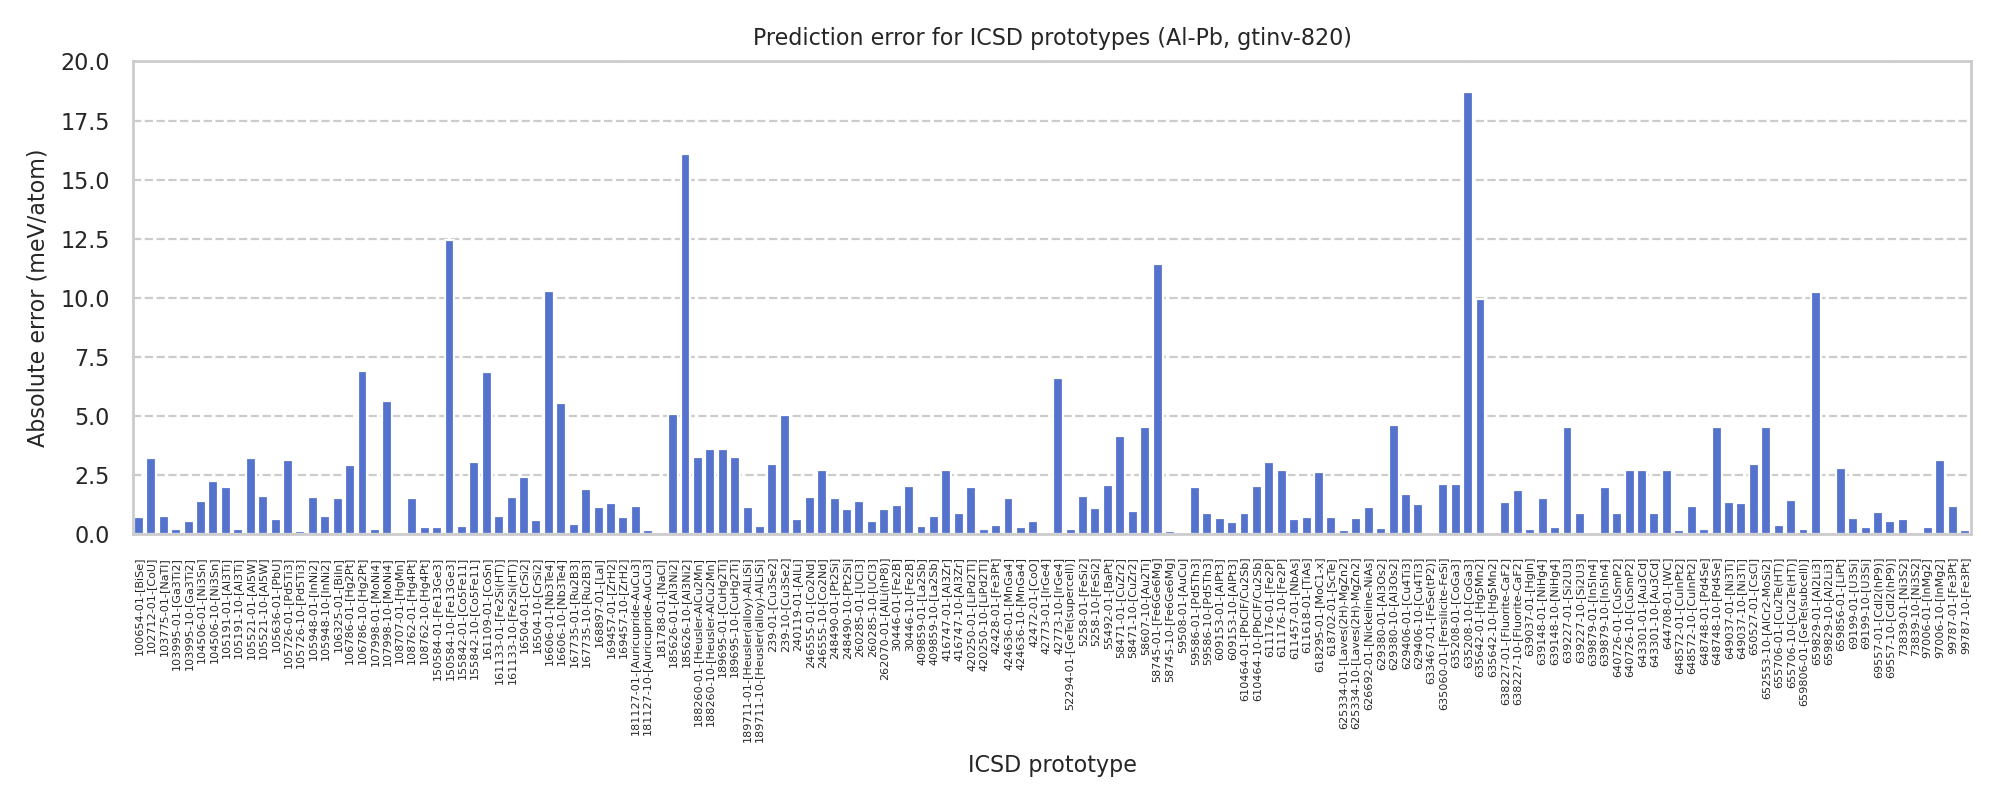 Prediction error for ICSD prototypes (Al-Pb, gtinv-820)
Absolute error (meV/atom)
20.0
17.5
15.0
12.5
10.0
7.5
5.0
2.5
0.0
100654-01-[BiSe]
102712-01-[CoU]
103775-01-[NaTl]
103995-01-[Ga3Ti2]
103995-10-[Ga3Ti2]
104506-01-[Ni3Sn]
104506-10-[Ni3Sn]
105191-01-[Al3Ti]
105191-10-[Al3Ti]
105521-01-[Al5W]
105521-10-[Al5W]
105636-01-[PbU]
105726-01-[Pd5Ti3]
105726-10-[Pd5Ti3]
105948-01-[InNi2]
105948-10-[InNi2]
106325-01-[BiIn]
106786-01-[Hg2Pt]
106786-10-[Hg2Pt]
107998-01-[MoNi4]
107998-10-[MoNi4]
108707-01-[HgMn]
108762-01-[Hg4Pt]
108762-10-[Hg4Pt]
150584-01-[Fe13Ge3]
150584-10-[Fe13Ge3]
155842-01-[Co5Fe11]
155842-10-[Co5Fe11]
161109-01-[CoSn]
161133-01-[Fe2Si(HT)]
161133-10-[Fe2Si(HT)]
16504-01-[CrSi2]
16504-10-[CrSi2]
16606-01-[Nb3Te4]
16606-10-[Nb3Te4]
167735-01-[Ru2B3]
167735-10-[Ru2B3]
168897-01-[LaI]
169457-01-[ZrH2]
169457-10-[ZrH2]
181127-01-[Auricupride-AuCu3]
181127-10-[Auricupride-AuCu3]
181788-01-[NaCl]
185626-01-[Al3Ni2]
185626-10-[Al3Ni2]
188260-01-[Heusler-AlCu2Mn]
188260-10-[Heusler-AlCu2Mn]
189695-01-[CuHg2Ti]
189695-10-[CuHg2Ti]
189711-01-[Heusler(alloy)-AlLiSi]
189711-10-[Heusler(alloy)-AlLiSi]
239-01-[Cu3Se2]
239-10-[Cu3Se2]
240119-01-[AlLi]
246555-01-[Co2Nd]
246555-10-[Co2Nd]
248490-01-[Pt2Si]
248490-10-[Pt2Si]
260285-01-[UCl3]
260285-10-[UCl3]
262070-01-[AlLi(hP8)]
30446-01-[Fe2B]
30446-10-[Fe2B]
409859-01-[La2Sb]
409859-10-[La2Sb]
416747-01-[Al3Zr]
416747-10-[Al3Zr]
420250-01-[LiPd2Tl]
420250-10-[LiPd2Tl]
42428-01-[Fe3Pt]
424636-01-[MnGa4]
424636-10-[MnGa4]
42472-01-[CoO]
42773-01-[IrGe4]
42773-10-[IrGe4]
52294-01-[GeTe(supercell)]
5258-01-[FeSi2]
5258-10-[FeSi2]
55492-01-[BaPt]
58471-01-[CuZr2]
58471-10-[CuZr2]
58607-10-[Au2Ti]
58745-01-[Fe6Ge6Mg]
58745-10-[Fe6Ge6Mg]
59508-01-[AuCu]
59586-01-[Pd5Th3]
59586-10-[Pd5Th3]
609153-01-[AlPt3]
609153-10-[AlPt3]
61064-01-[PbClF/Cu2Sb]
61064-10-[PbClF/Cu2Sb]
611176-01-[Fe2P]
611176-10-[Fe2P]
611457-01-[NbAs]
611618-01-[TiAs]
618295-01-[MoC1-x]
618702-01-[ScTe]
625334-01-[Laves(2H)-MgZn2]
625334-10-[Laves(2H)-MgZn2]
626692-01-[Nickeline-NiAs]
629380-01-[Al3Os2]
629380-10-[Al3Os2]
629406-01-[Cu4Ti3]
629406-10-[Cu4Ti3]
633467-01-[FeSe(tP2)]
635060-01-[Fersilicite-FeSi]
635208-01-[CoGa3]
635208-10-[CoGa3]
635642-01-[Hg5Mn2]
635642-10-[Hg5Mn2]
638227-01-[Fluorite-CaF2]
638227-10-[Fluorite-CaF2]
639037-01-[HgIn]
639148-01-[NiHg4]
639148-10-[NiHg4]
639227-01-[Si2U3]
639227-10-[Si2U3]
639879-01-[In5In4]
639879-10-[In5In4]
640726-01-[CuSmP2]
640726-10-[CuSmP2]
643301-01-[Au3Cd]
643301-10-[Au3Cd]
644708-01-[WC]
648572-01-[CuInPt2]
648572-10-[CuInPt2]
648748-01-[Pd4Se]
648748-10-[Pd4Se]
649037-01-[Ni3Ti]
649037-10-[Ni3Ti]
650527-01-[CsCl]
652553-10-[AlCr2-MoSi2]
655706-01-[Cu2Te(HT)]
655706-10-[Cu2Te(HT)]
659806-01-[GeTe(subcell)]
659829-01-[Al2Li3]
659829-10-[Al2Li3]
659856-01-[LiPt]
69199-01-[U3Si]
69199-10-[U3Si]
69557-01-[CdI2(hP9)]
69557-10-[CdI2(hP9)]
73839-01-[Ni3S2]
73839-10-[Ni3S2]
97006-01-[InMg2]
97006-10-[InMg2]
99787-01-[Fe3Pt]
99787-10-[Fe3Pt]
ICSD prototype